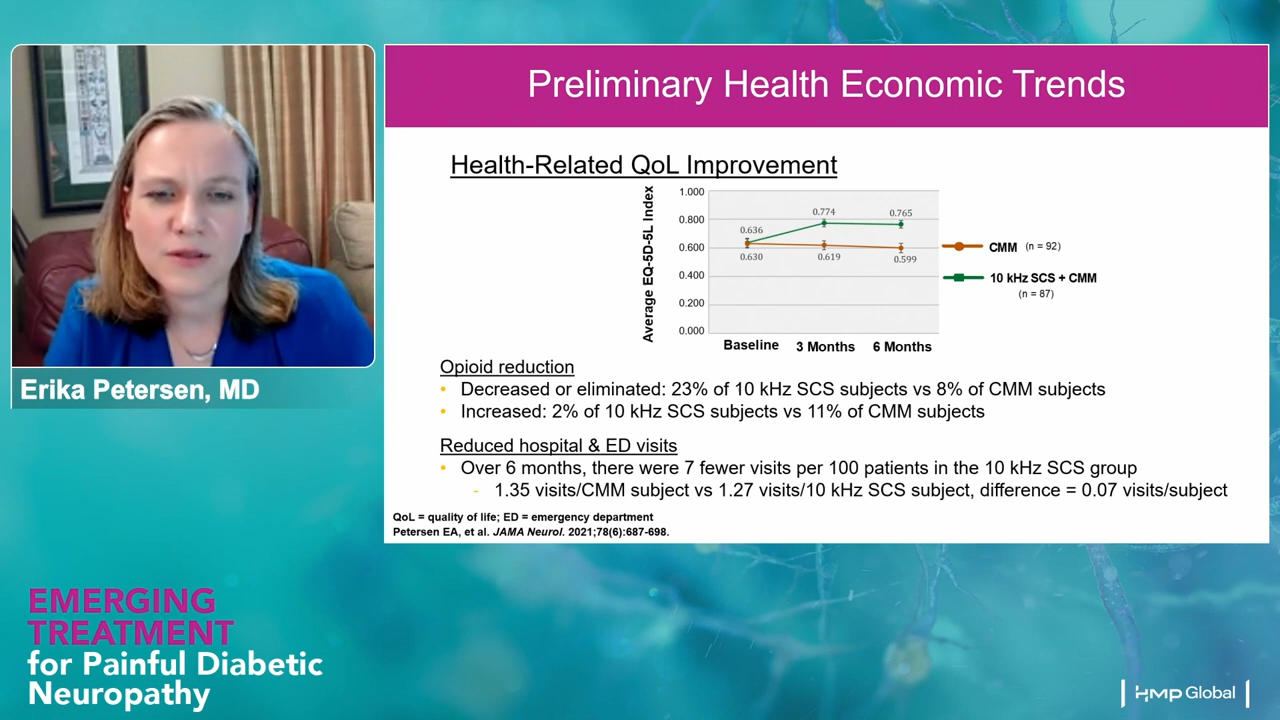 Preliminary Health Economic Trends
Health-Related QoL Improvement
Average EQ-5D-5L Index
1.000
0.800
0.600
0.400
0.200
0.000
0.636
0.774
0.765
0.630
0.619
0.599
Baseline
3 Months
6 Months
CMM (n = 92)
10 kHz SCS + CMM
(n = 87)
Opioid reduction
• Decreased or eliminated: 23% of 10 kHz SCS subjects vs 8% of CMM subjects
• Increased: 2% of 10 kHz SCS subjects vs 11% of CMM subjects
Reduced hospital & ED visits
• Over 6 months, there were 7 fewer visits per 100 patients in the 10 kHz SCS group
- 1.35 visits/CMM subject vs 1.27 visits/10 kHz SCS subject, difference = 0.07 visits/subject
QoL = quality of life; ED = emergency department
Petersen EA, et al. JAMA Neurol. 2021;78(6):687-698.
Erika Petersen, MD
EMERGING
TREATMENT
for Painful Diabetic
Neuropathy
HMP Global